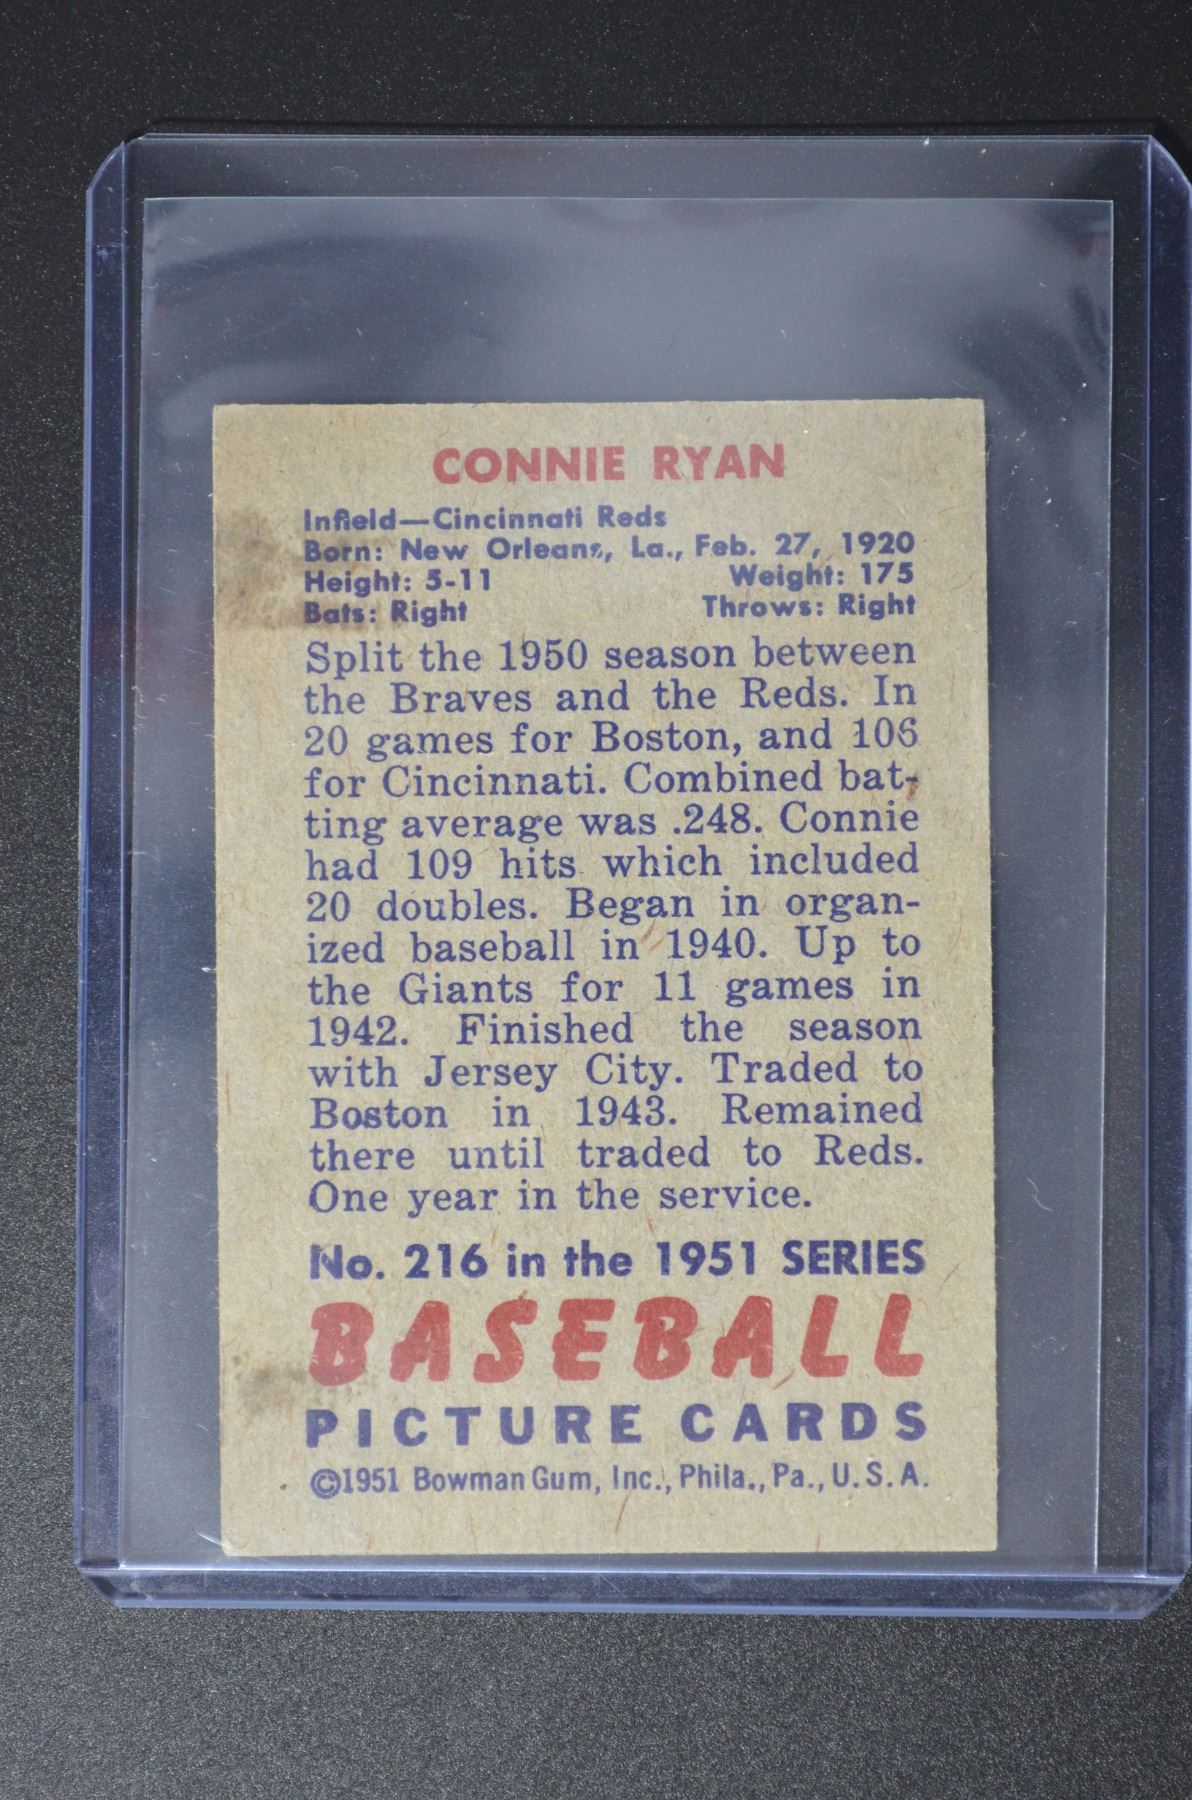 CONNIE RYAN
Infield—Cincinnati Reds
Born: New Orleans, La., Feb. 27, 1920
Height: 5-11 Weight: 175
Bats: Right Throws: Right
Split the 1950 season between
the Braves and the Reds. In
20 games for Boston, and 106
for Cincinnati. Combined bat-
ting average was .248. Connie
had 109 hits which included
20 doubles. Began in organ-
ized baseball in 1940. Up to
the Giants for 11 games in
1942. Finished the season
with Jersey City. Traded to
Boston in 1943. Remained
there until traded to Reds.
One year in the service.
No. 216 in the 1951 SERIES
BASEBALL
PICTURE CARDS
©1951 Bowman Gum, Inc., Phila., Pa., U.S.A.